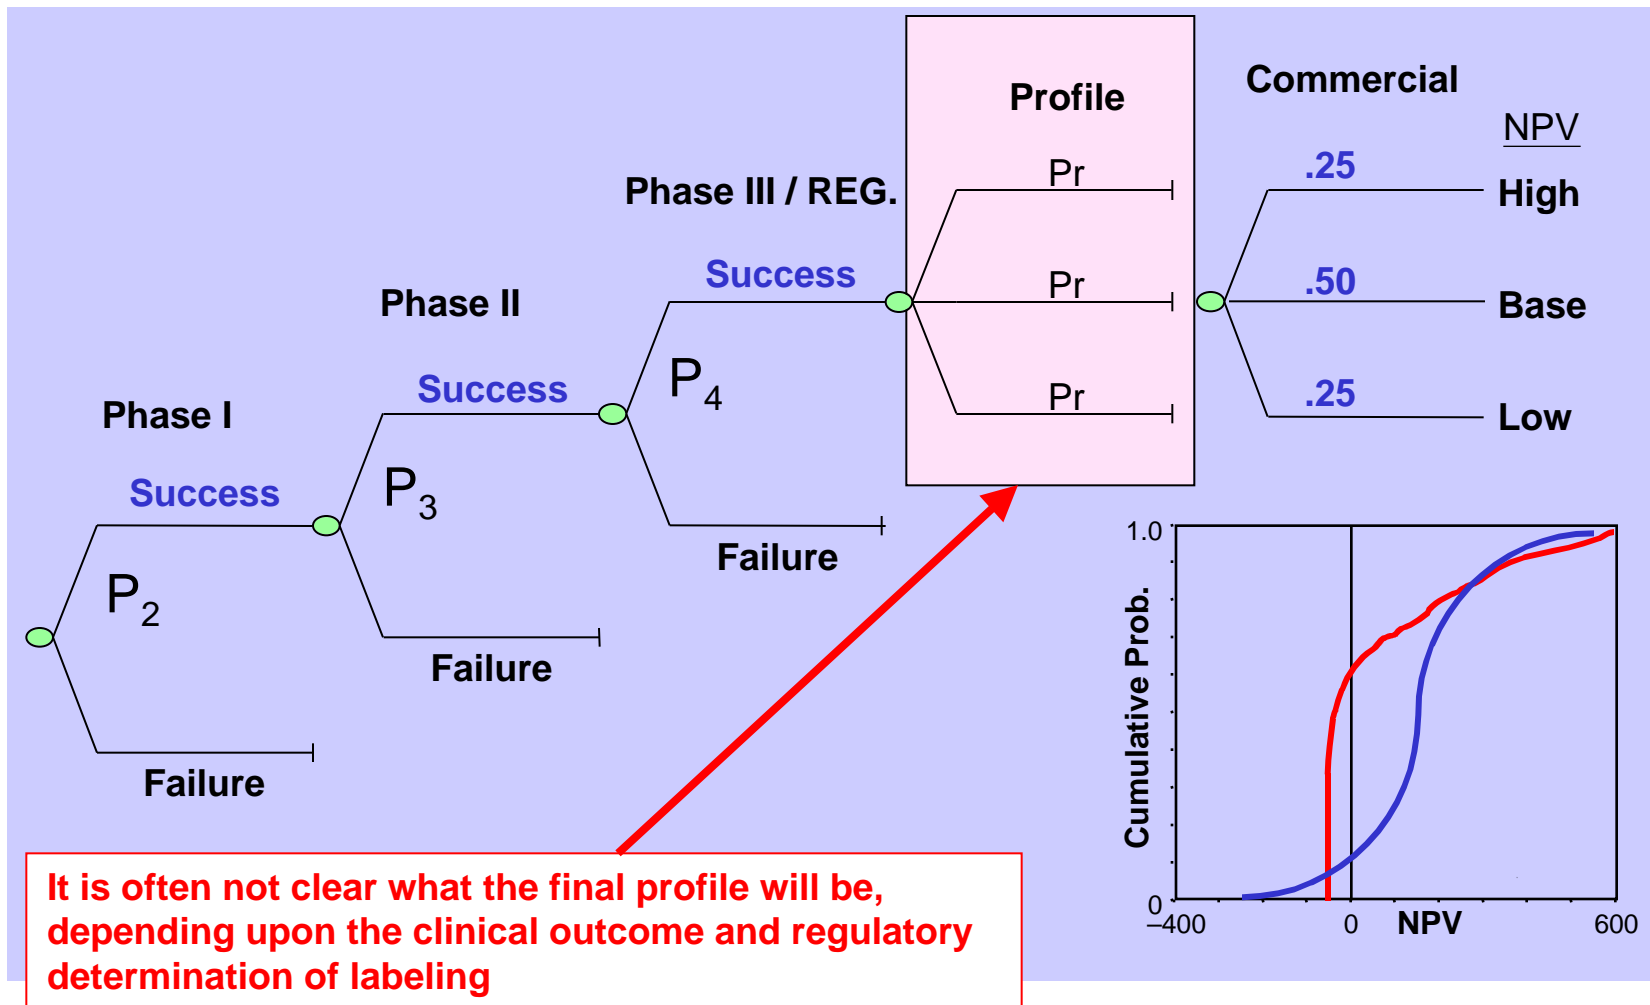 Commercial
Profile
NPV
Pr
.25
High
Phase III / REG.
Success
Pr
.50
Base
Phase II
P4
Success
Pr
.25
Low
Phase I
P3
Success
Failure
P2
Failure
Failure
1.0
Cumulative Prob.
0
–400
0
NPV
600
It is often not clear what the final profile will be,
depending upon the clinical outcome and regulatory
determination of labeling